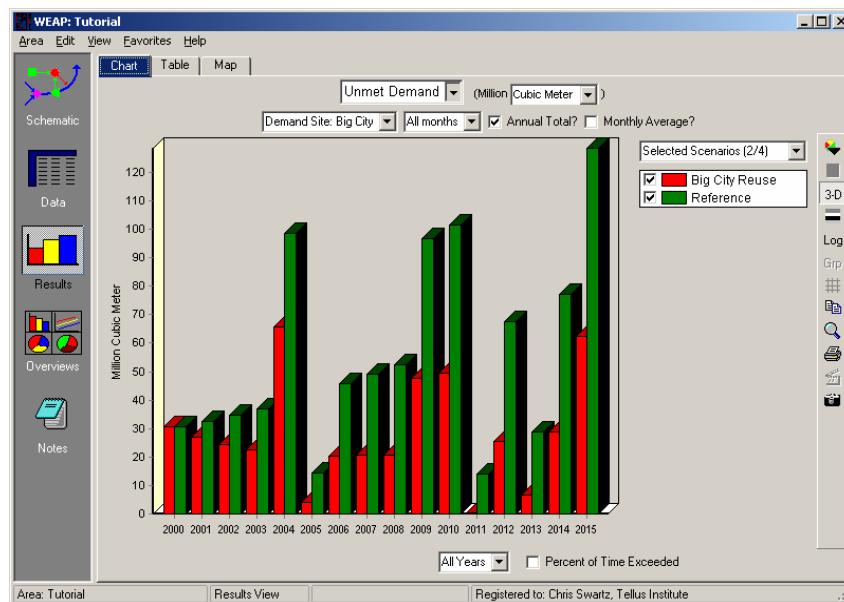 WEAP: Tutorial
Area Edit View Favorites Help
Chart Table Map
Unmet Demand (Million Cubic Meter )
Demand Site: Big City All months Annual Total? Monthly Average?
Selected Scenarios (2/4)
Big City Reuse
Reference
Schematic
Data
Results
Overviews
Notes
3-D
Log
Grp
Million Cubic Meter
120
110
100
90
80
70
60
50
40
30
20
10
0
2000 2001 2002 2003 2004 2005 2006 2007 2008 2009 2010 2011 2012 2013 2014 2015
All Years Percent of Time Exceeded
Area: Tutorial Results View Registered to: Chris Swartz, Tellus Institute